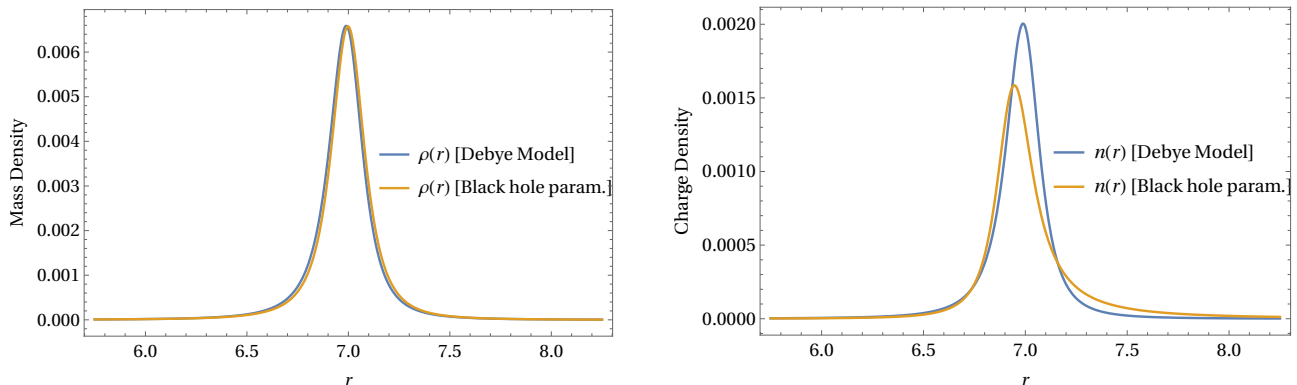 Mass Density
0.006
0.005
0.004
0.003
0.002
0.001
0.000
6.0 6.5 7.0 7.5 8.0
r
ρ(r) [Debye Model]
ρ(r) [Black hole param.]
Charge Density
0.0020
0.0015
0.0010
0.0005
0.0000
6.0 6.5 7.0 7.5 8.0
r
n(r) [Debye Model]
n(r) [Black hole param.]